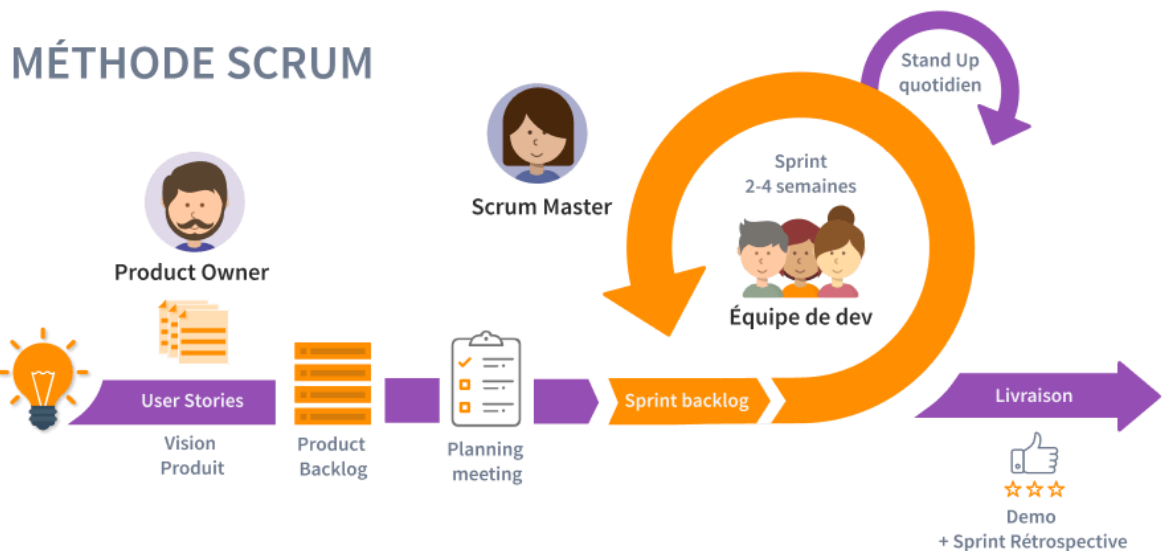 MÉTHODE SCRUM
Stand Up
quotidien
Sprint
2-4 semaines
Scrum Master
Product Owner
Équipe de dev
User Stories
Sprint backlog
Livraison
Vision
Produit
Product
Backlog
Planning
meeting
Demo
+ Sprint Rétrospective